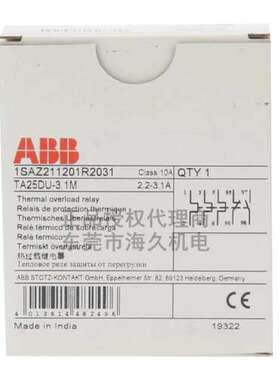 ABB
1SAZ211201R2031
Class 10A
QTY 1
TA25DU-3.1M
2.2-3.1A
Thermal overload relay
Relais de protection thermique
Thermisches Überlastrelais
Relé térmico de sobrecarga
Relè termico
Termiskt överlastrelä
热过载继电器
Тепловое реле защиты от перегрузки
授权代理商
东莞市海久机电
ABB STOTZ-KONTAKT GmbH, Eppelheimer Str. 82, 69123 Heidelberg, Germany
CE
Made in India
19322